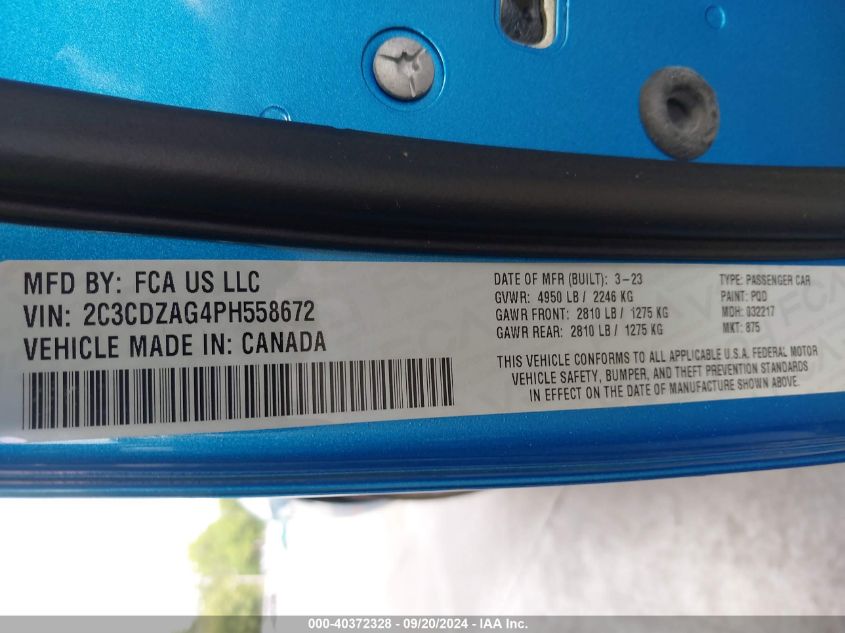 MFD BY: FCA US LLC
VIN: 2C3CDZAG4PH558672
VEHICLE MADE IN: CANADA
DATE OF MFR (BUILT): 3-23
GVWR: 4950 LB / 2246 KG
GAWR FRONT: 2810 LB / 1275 KG
GAWR REAR: 2810 LB / 1275 KG
TYPE: PASSENGER CAR
PAINT: PQD
MDH: 032217
MKT: 875
THIS VEHICLE CONFORMS TO ALL APPLICABLE U.S.A. FEDERAL MOTOR
VEHICLE SAFETY, BUMPER, AND THEFT PREVENTION STANDARDS
IN EFFECT ON THE DATE OF MANUFACTURE SHOWN ABOVE.
000-40372328 - 09/20/2024 - IAA Inc.